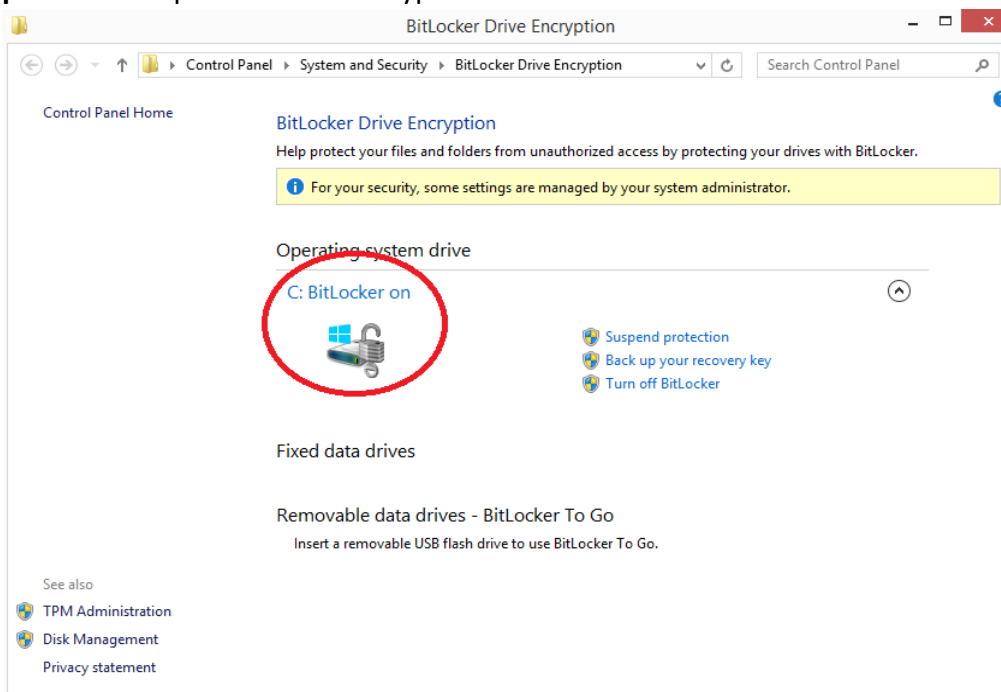 BitLocker Drive Encryption
Control Panel ▸ System and Security ▸ BitLocker Drive Encryption
Search Control Panel
Control Panel Home
BitLocker Drive Encryption
Help protect your files and folders from unauthorized access by protecting your drives with BitLocker.
For your security, some settings are managed by your system administrator.
Operating system drive
C: BitLocker on
Suspend protection
Back up your recovery key
Turn off BitLocker
Fixed data drives
Removable data drives - BitLocker To Go
Insert a removable USB flash drive to use BitLocker To Go.
See also
TPM Administration
Disk Management
Privacy statement